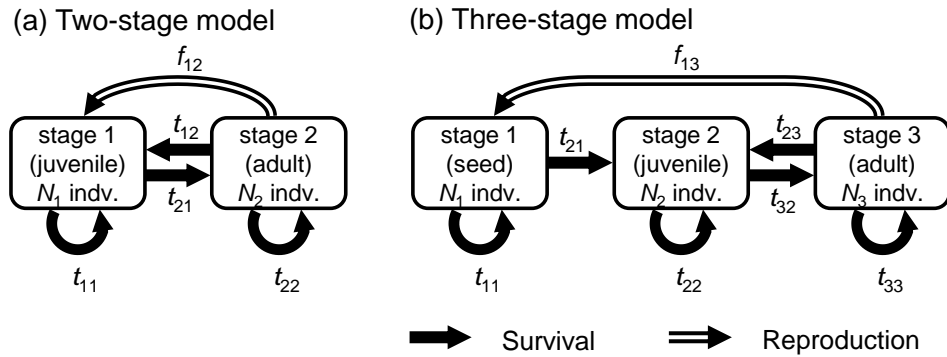 (a) Two-stage model
f12
stage 1
(juvenile)
N1 indv.
t12
t21
stage 2
(adult)
N2 indv.
t11
t22
(b) Three-stage model
f13
stage 1
(seed)
N1 indv.
t21
stage 2
(juvenile)
N2 indv.
t23
t32
stage 3
(adult)
N3 indv.
t11
t22
t33
Survival
Reproduction